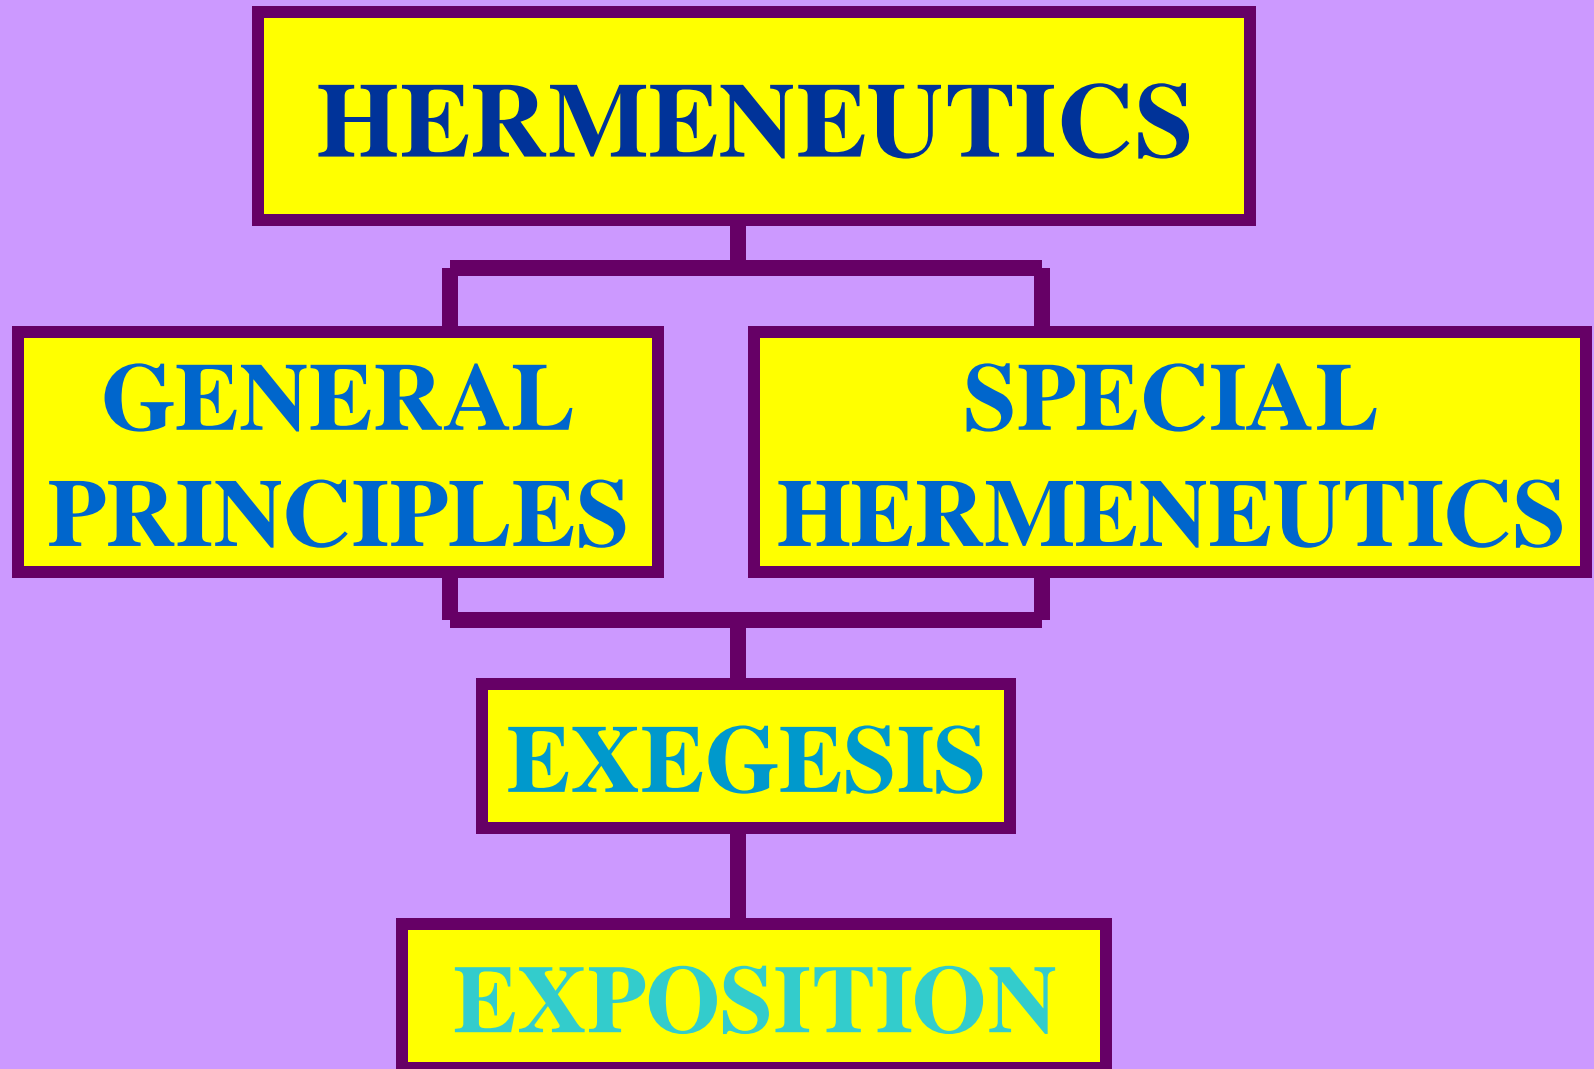 HERMENEUTICS
GENERAL
PRINCIPLES
SPECIAL
HERMENEUTICS
EXEGESIS
EXPOSITION